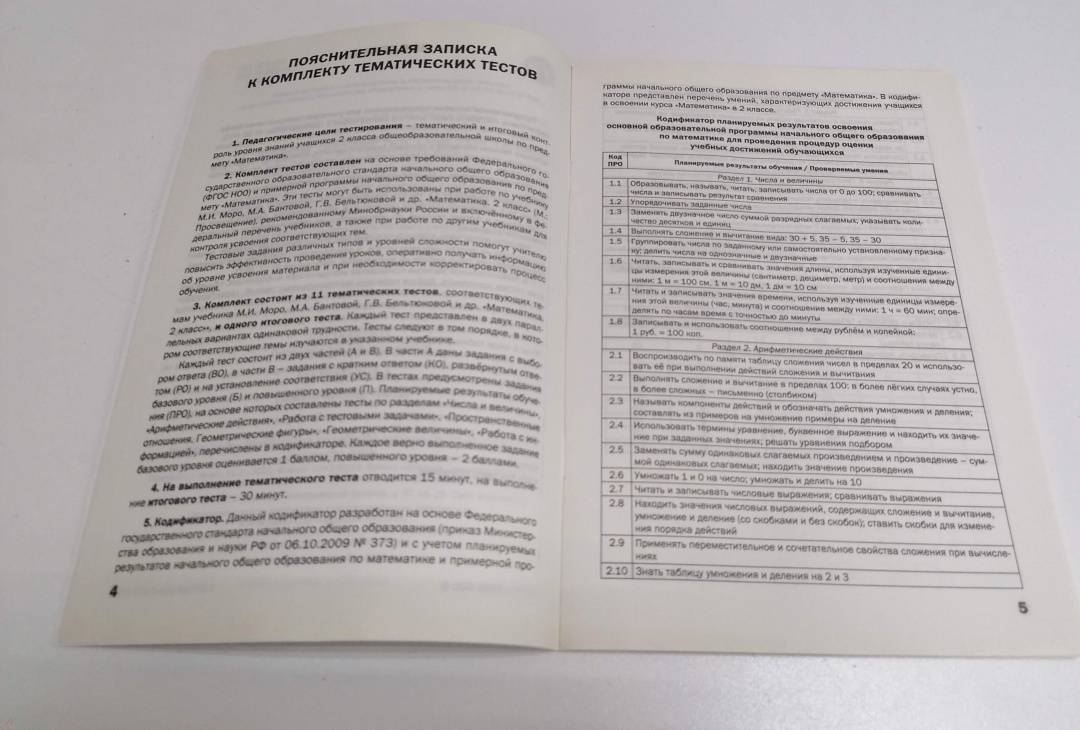 ПОЯСНИТЕЛЬНАЯ ЗАПИСКА
К КОМПЛЕКТУ ТЕМАТИЧЕСКИХ ТЕСТОВ
1. Педагогические цели тестирования – тематический и итоговый конт-
роль уровня знаний учащихся 2 класса общеобразовательной школы по пред-
мету «Математика».
2. Комплект тестов составлен на основе требований Федерального го-
сударственного образовательного стандарта начального общего образования
(ФГОС НОО) и примерной программы начального общего образования по пред-
мету «Математика». Эти тесты могут быть использованы при работе по учебнику
М.И. Моро, М.А. Бантовой, Г.В. Бельтюковой и др. «Математика. 2 класс» (М.:
Просвещение), рекомендованному Минобрнауки России и включённому в Фе-
деральный перечень учебников, а также при работе по другим учебникам для
контроля усвоения соответствующих тем.
Тестовые задания различных типов и уровней сложности помогут учителю
повысить эффективность проведения уроков, оперативно получать информацию
об уровне усвоения материала и при необходимости корректировать процесс
обучения.
3. Комплект состоит из 11 тематических тестов, соответствующих те-
мам учебника М.И. Моро, М.А. Бантовой, Г.В. Бельтюковой и др. «Математика.
2 класс», и одного итогового теста. Каждый тест представлен в двух парал-
лельных вариантах одинаковой трудности. Тесты следуют в том порядке, в кото-
ром соответствующие темы изучаются в указанном учебнике.
Каждый тест состоит из двух частей (А и В). В части А даны задания с выбо-
ром ответа (ВО), в части В – задания с кратким ответом (КО), развёрнутым отве-
том (РО) и на установление соответствия (УС). В тестах предусмотрены задания
базового уровня (Б) и повышенного уровня (П). Планируемые результаты обуче-
ния (ПРО), на основе которых составлены тесты по разделам «Числа и величины»,
«Арифметические действия», «Работа с текстовыми задачами», «Пространственные
отношения. Геометрические фигуры», «Геометрические величины», «Работа с ин-
формацией», перечислены в кодификаторе. Каждое верно выполненное задание
базового уровня оценивается 1 баллом, повышенного уровня – 2 баллами.
4. На выполнение тематического теста отводится 15 минут, на выполне-
ние итогового теста – 30 минут.
5. Кодификатор. Данный кодификатор разработан на основе Федерального
государственного стандарта начального общего образования (приказ Министер-
ства образования и науки РФ от 06.10.2009 № 373) и с учетом планируемых
результатов начального общего образования по математике и примерной про-
4
граммы начального общего образования по предмету «Математика». В кодифи-
каторе представлен перечень умений, характеризующих достижения учащихся
в освоении курса «Математика» в 2 классе.
Кодификатор планируемых результатов освоения
основной образовательной программы начального общего образования
по математике для проведения процедур оценки
учебных достижений обучающихся
Код
ПРО
Планируемые результаты обучения / Проверяемые умения
Раздел 1. Числа и величины
1.1 Образовывать, называть, читать, записывать числа от 0 до 100; сравнивать
числа и записывать результат сравнения
1.2 Упорядочивать заданные числа
1.3 Заменять двузначное число суммой разрядных слагаемых; указывать коли-
чество десятков и единиц
1.4 Выполнять сложение и вычитание вида: 30 + 5, 35 – 5, 35 – 30
1.5 Группировать числа по заданному или самостоятельно установленному призна-
ку; делить числа на однозначные и двузначные
1.6 Читать, записывать и сравнивать значения длины, используя изученные едини-
цы измерения этой величины (сантиметр, дециметр, метр) и соотношения между
ними: 1 м = 100 см, 1 м = 10 дм, 1 дм = 10 см
1.7 Читать и записывать значения времени, используя изученные единицы измере-
ния этой величины (час, минута) и соотношение между ними: 1 ч = 60 мин; опре-
делять по часам время с точностью до минуты
1.8 Записывать и использовать соотношение между рублём и копейкой:
1 руб. = 100 коп.
Раздел 2. Арифметические действия
2.1 Воспроизводить по памяти таблицу сложения чисел в пределах 20 и использо-
вать её при выполнении действий сложения и вычитания
2.2 Выполнять сложение и вычитание в пределах 100: в более лёгких случаях устно,
в более сложных – письменно (столбиком)
2.3 Называть компоненты действий и обозначать действия умножения и деления;
составлять из примеров на умножение примеры на деление
2.4 Использовать термины уравнение, буквенное выражение и находить их значе-
ние при заданных значениях; решать уравнения подбором
2.5 Заменять сумму одинаковых слагаемых произведением и произведение – сум-
мой одинаковых слагаемых; находить значение произведения
2.6 Умножать 1 и 0 на число; умножать и делить на 10
2.7 Читать и записывать числовые выражения; сравнивать выражения
2.8 Находить значения числовых выражений, содержащих сложение и вычитание,
умножение и деление (со скобками и без скобок); ставить скобки для измене-
ния порядка действий
2.9 Применять переместительное и сочетательное свойства сложения при вычисле-
ниях
2.10 Знать таблицу умножения и деления на 2 и 3
5